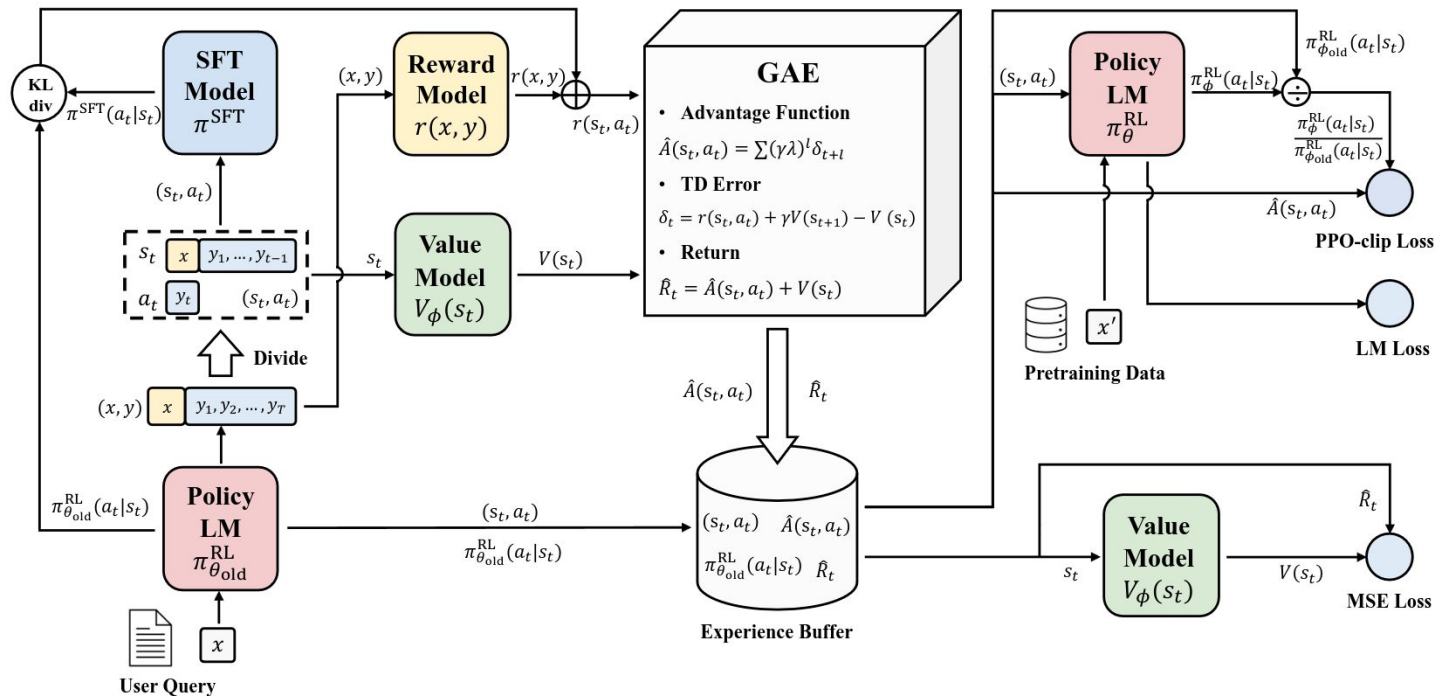 KL
div
π^SFT(a_t|s_t)
SFT
Model
π^SFT
(s_t, a_t)
s_t x y_1, …, y_{t−1}
a_t y_t (s_t, a_t)
Divide
(x, y) x y_1, y_2, …, y_T
π^RL_{θ_old}(a_t|s_t)
Policy
LM
π^RL_{θ_old}
x
User Query
(x, y)
Reward
Model
r(x, y)
r(x, y)
r(s_t, a_t)
s_t
Value
Model
V_ϕ(s_t)
V(s_t)
(s_t, a_t)
π^RL_{θ_old}(a_t|s_t)
GAE
• Advantage Function
Â(s_t, a_t) = ∑(γλ)^l δ_{t+l}
• TD Error
δ_t = r(s_t, a_t) + γV(s_{t+1}) − V (s_t)
• Return
R̂_t = Â(s_t, a_t) + V(s_t)
Â(s_t, a_t) R̂_t
(s_t, a_t) Â(s_t, a_t)
π^RL_{θ_old}(a_t|s_t) R̂_t
Experience Buffer
(s_t, a_t)
Policy
LM
π^RL_θ
π^RL_{ϕ_old}(a_t|s_t)
π^RL_ϕ(a_t|s_t)
÷
π^RL_ϕ(a_t|s_t)
π^RL_{ϕ_old}(a_t|s_t)
Â(s_t, a_t)
PPO-clip Loss
x′
Pretraining Data
LM Loss
s_t
Value
Model
V_ϕ(s_t)
V(s_t)
R̂_t
MSE Loss